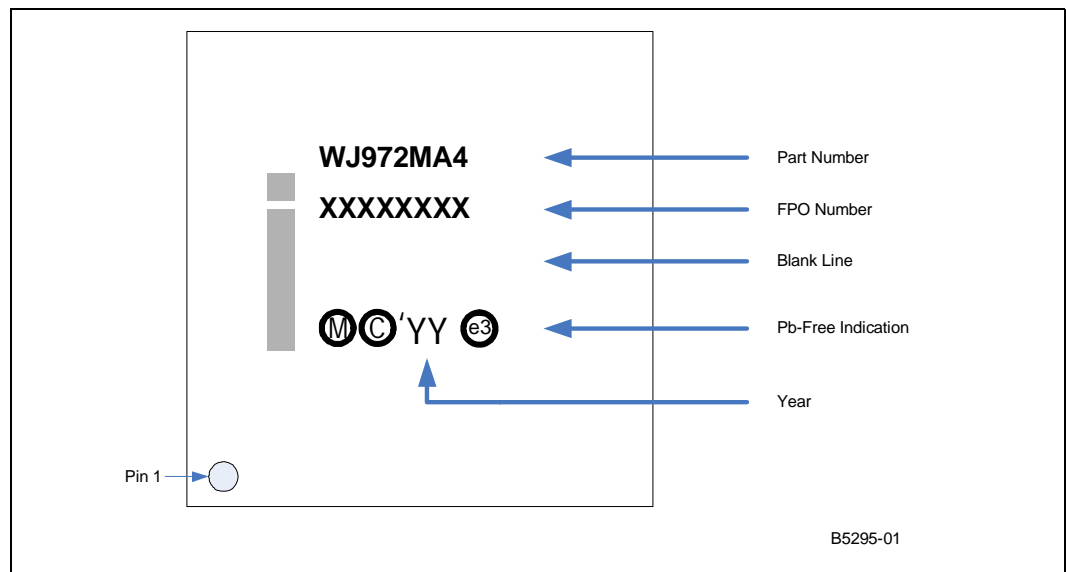 WJ972MA4
Part Number
XXXXXXXX
FPO Number
Blank Line
M C 'YY e3
Pb-Free Indication
Year
Pin 1
B5295-01